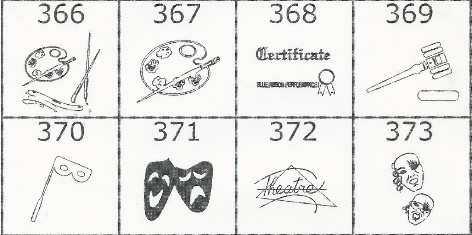 366 367 368 369
Certificate
370 371 372 373
Theatre